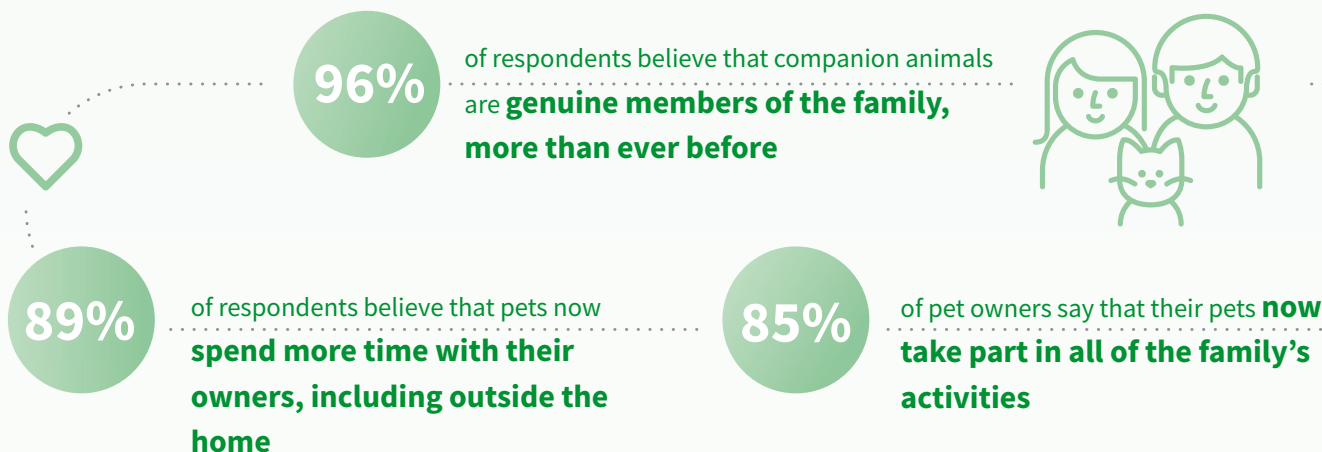 96%
of respondents believe that companion animals
are genuine members of the family,
more than ever before
89%
of respondents believe that pets now
spend more time with their
owners, including outside the
home
85%
of pet owners say that their pets now
take part in all of the family’s
activities